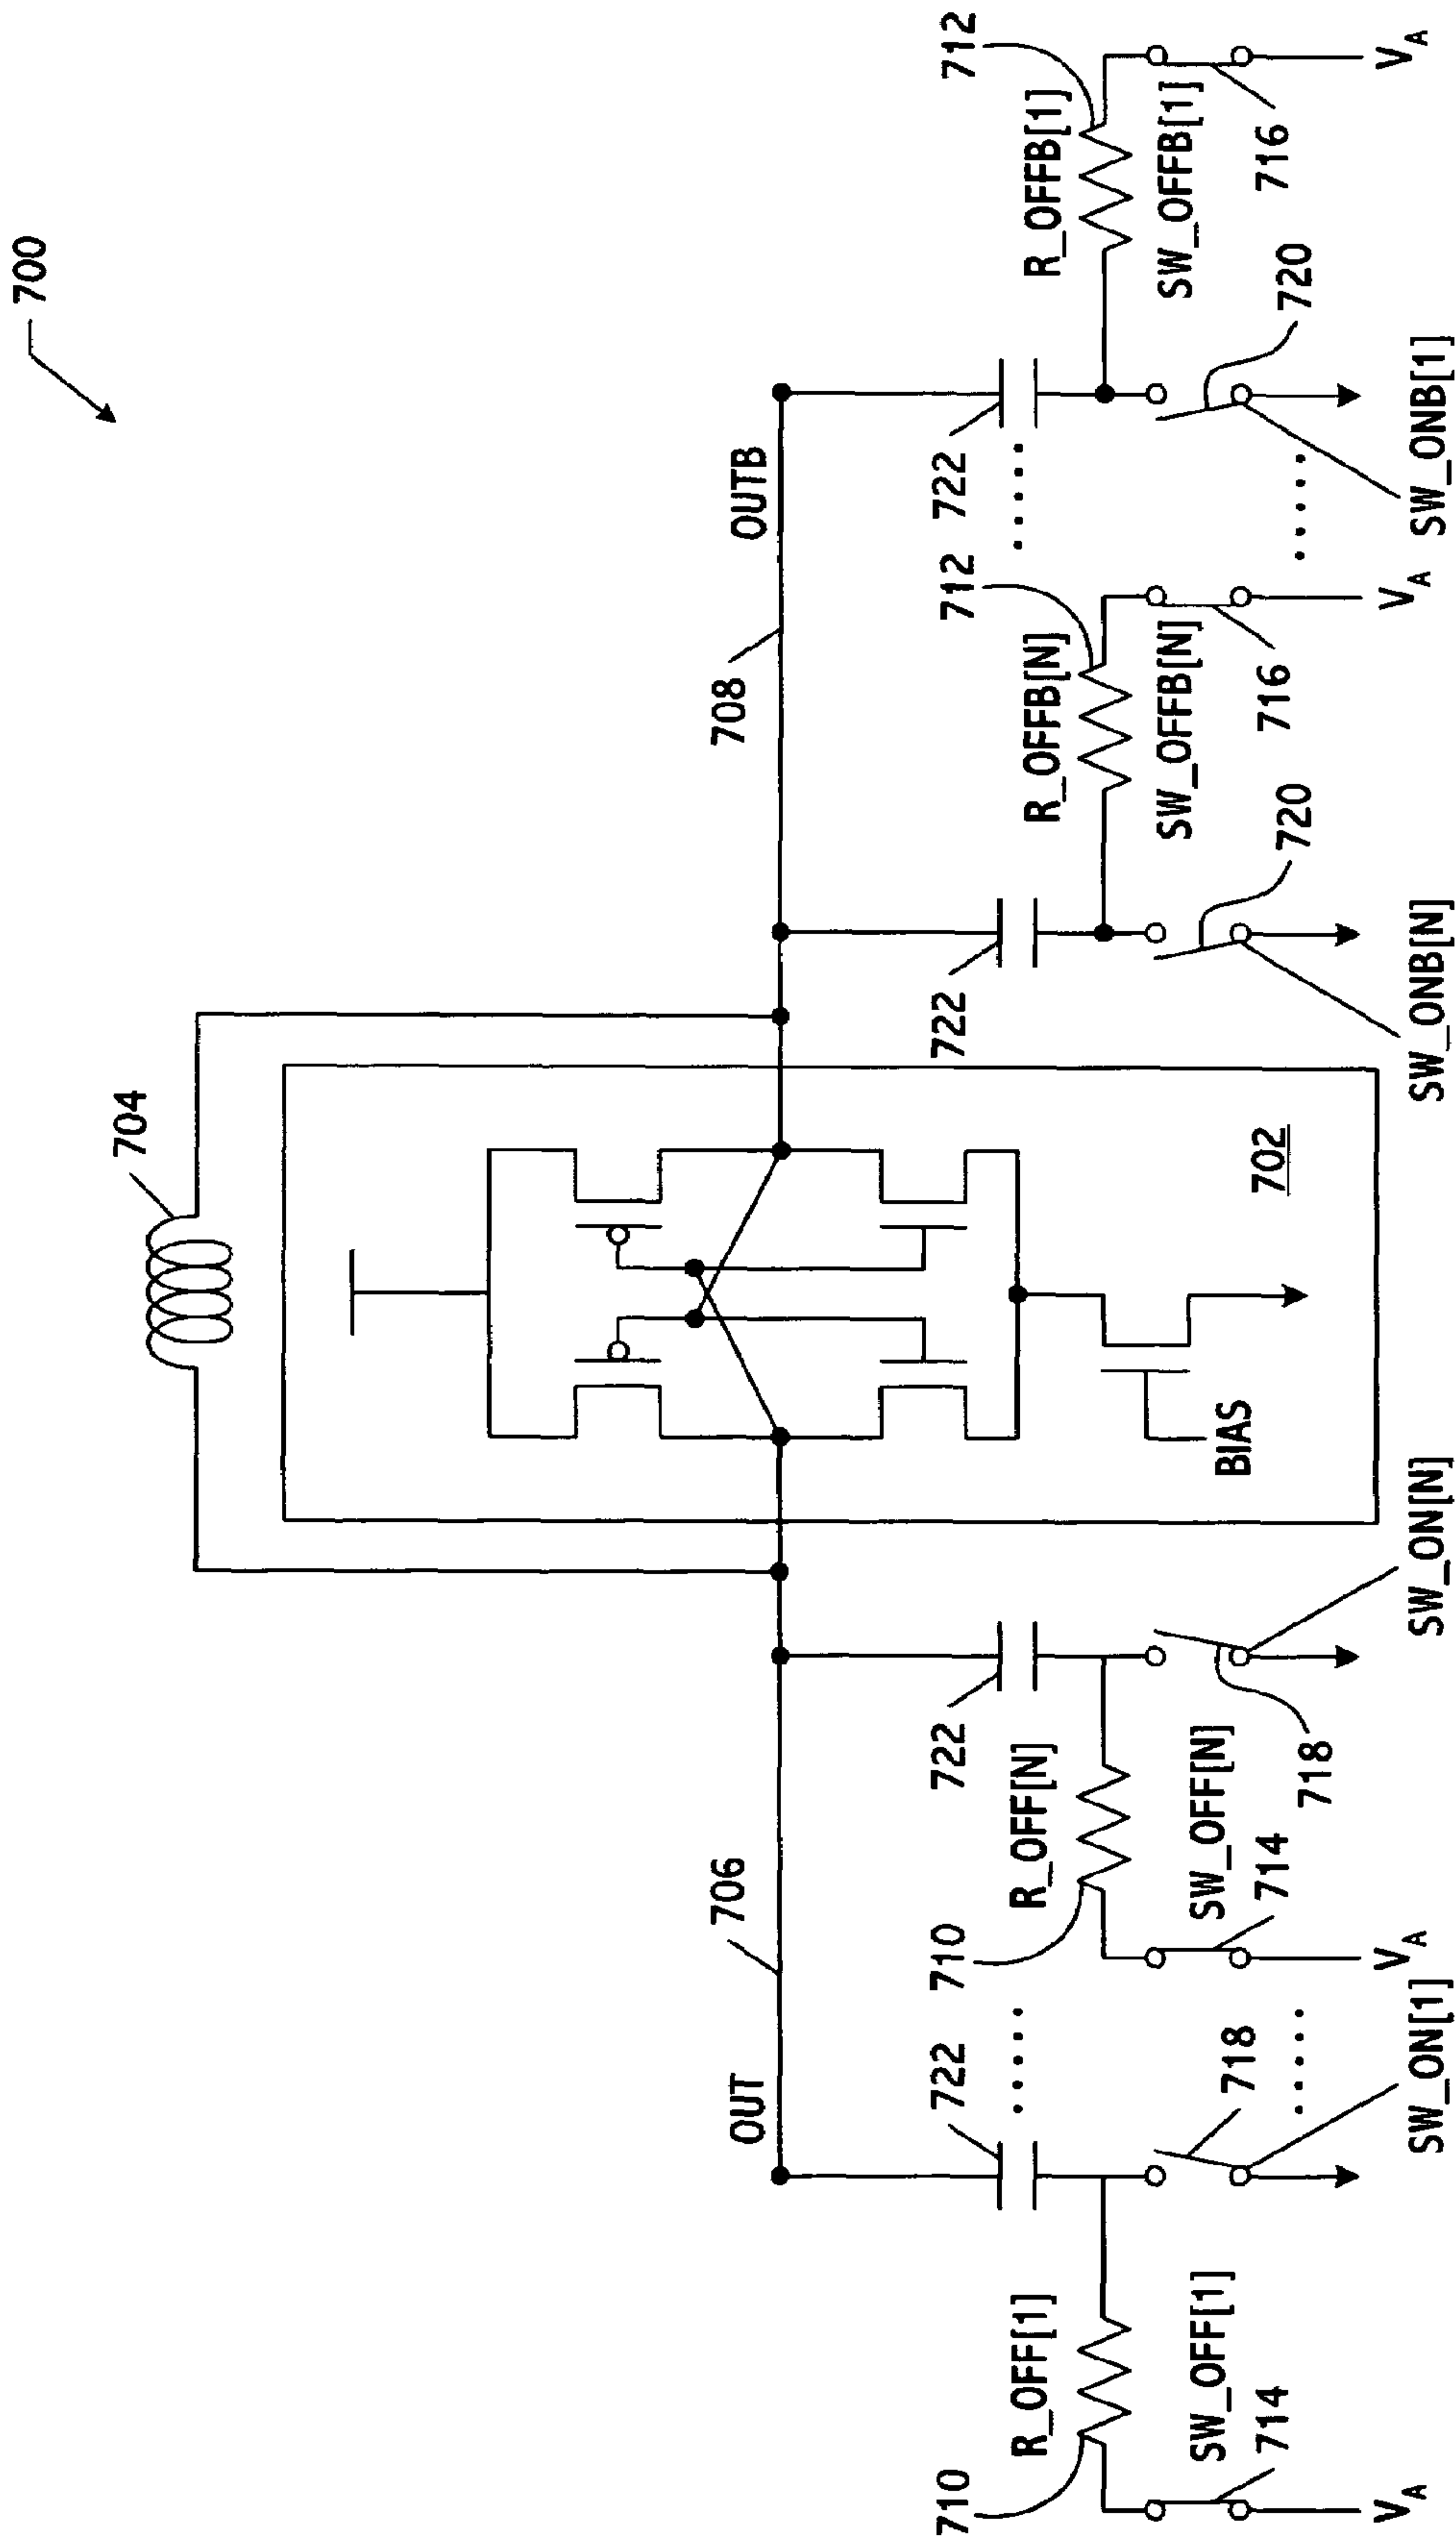 700
704
OUT
706
708
OUTB
702
BIAS
710
R_OFF[1]
SW_OFF[1]
714
VA
722
.....
718
.....
SW_ON[1]
710
R_OFF[N]
SW_OFF[N]
714
VA
722
718
SW_ON[N]
722
720
SW_ONB[N]
712
R_OFFB[N]
SW_OFFB[N]
716
VA
722
.....
720
.....
SW_ONB[1]
712
R_OFFB[1]
SW_OFFB[1]
716
VA